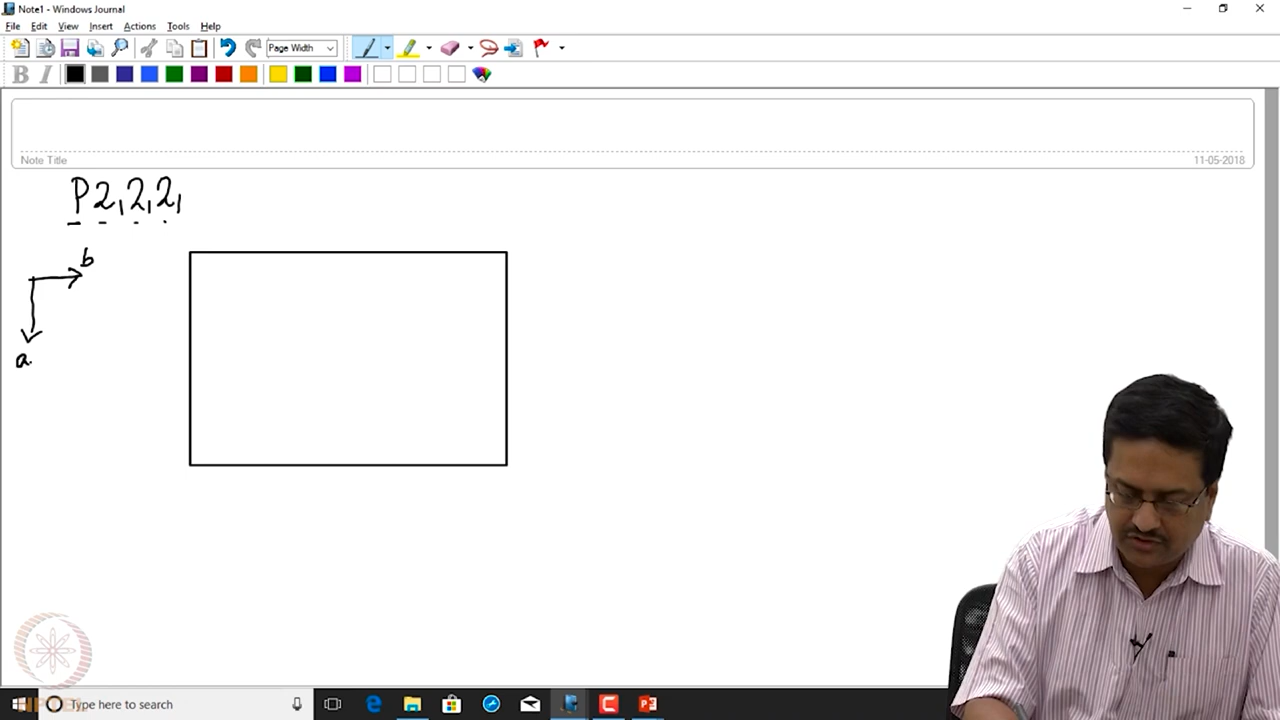 Note1 - Windows Journal
File Edit View Insert Actions Tools Help
Page Width
B I
Note Title
11-05-2018
P2₁2₁2₁
b
a
Type here to search